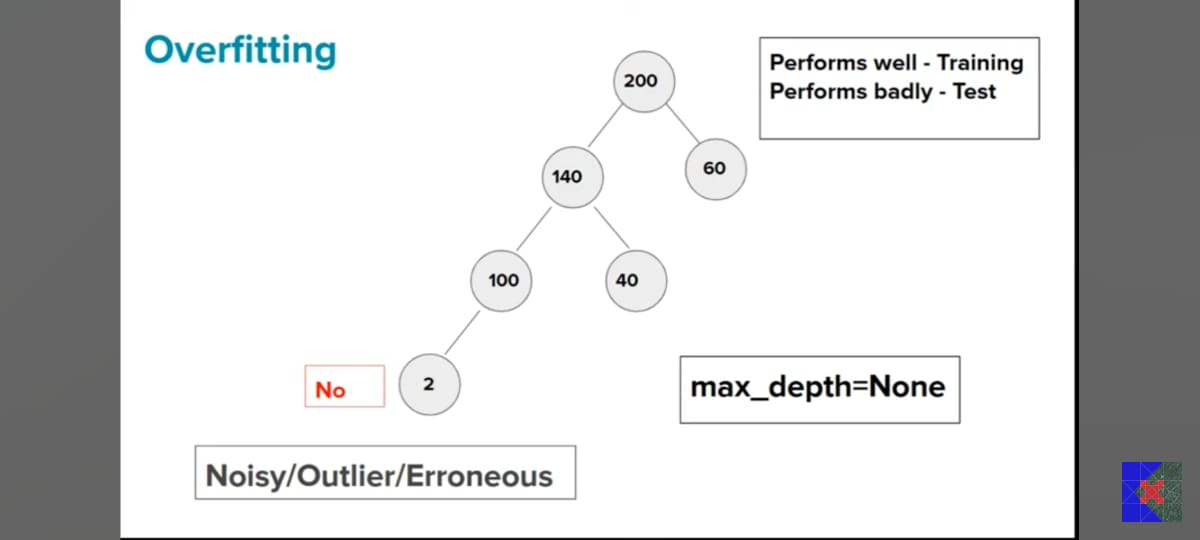 Overfitting
Performs well - Training
Performs badly - Test
200
140
60
100
40
No
2
max_depth=None
Noisy/Outlier/Erroneous